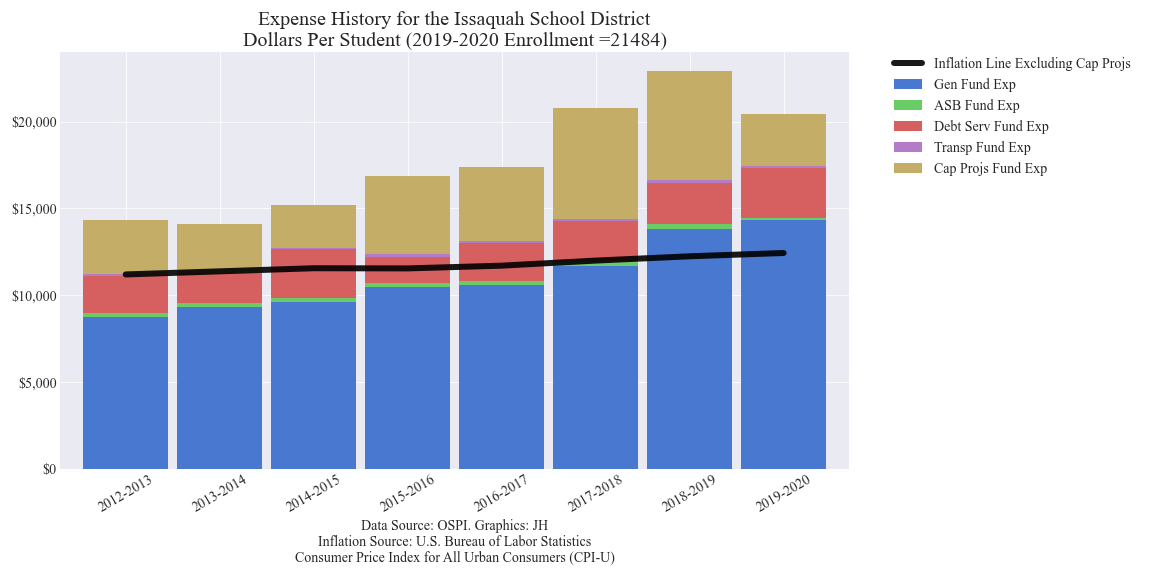 Expense History for the Issaquah School District
Dollars Per Student (2019-2020 Enrollment =21484)
Inflation Line Excluding Cap Projs
Gen Fund Exp
ASB Fund Exp
Debt Serv Fund Exp
Transp Fund Exp
Cap Projs Fund Exp
$20,000
$15,000
$10,000
$5,000
$0
2012-2013
2013-2014
2014-2015
2015-2016
2016-2017
2017-2018
2018-2019
2019-2020
Data Source: OSPI. Graphics: JH
Inflation Source: U.S. Bureau of Labor Statistics
Consumer Price Index for All Urban Consumers (CPI-U)